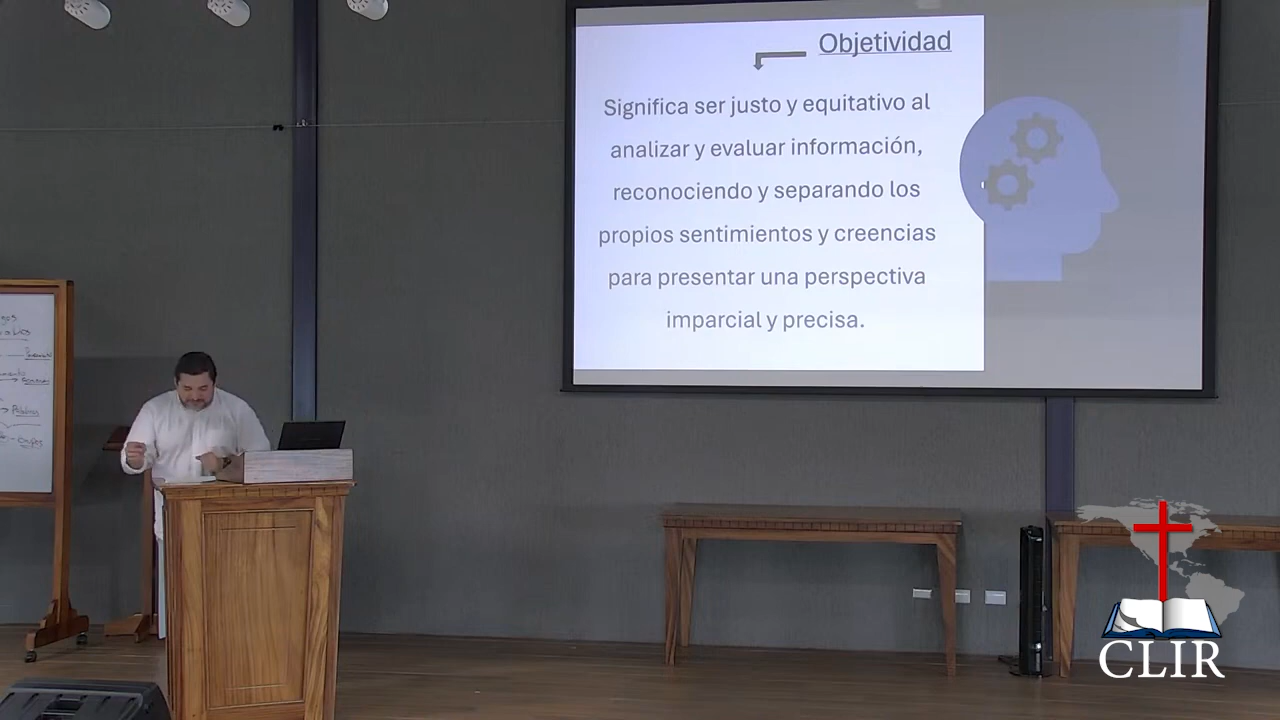 Objetividad
Significa ser justo y equitativo al
analizar y evaluar información,
reconociendo y separando los
propios sentimientos y creencias
para presentar una perspectiva
imparcial y precisa.
CLIR